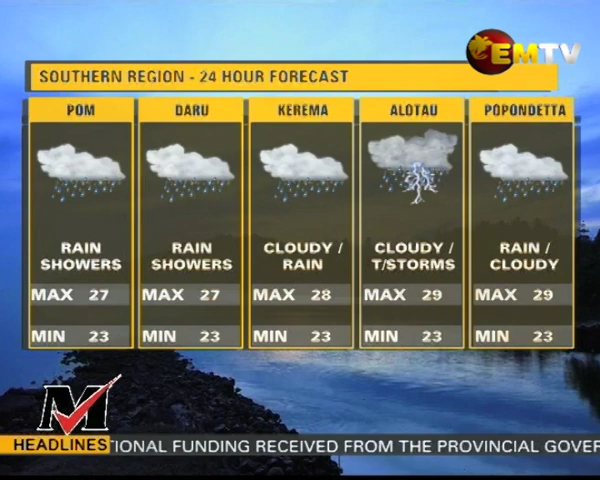 EMTV
SOUTHERN REGION - 24 HOUR FORECAST
POM
RAIN
SHOWERS
MAX 27
MIN 23
DARU
RAIN
SHOWERS
MAX 27
MIN 23
KEREMA
CLOUDY /
RAIN
MAX 28
MIN 23
ALOTAU
CLOUDY /
T/STORMS
MAX 29
MIN 23
POPONDETTA
RAIN /
CLOUDY
MAX 29
MIN 23
M
HEADLINES TIONAL FUNDING RECEIVED FROM THE PROVINCIAL GOVER